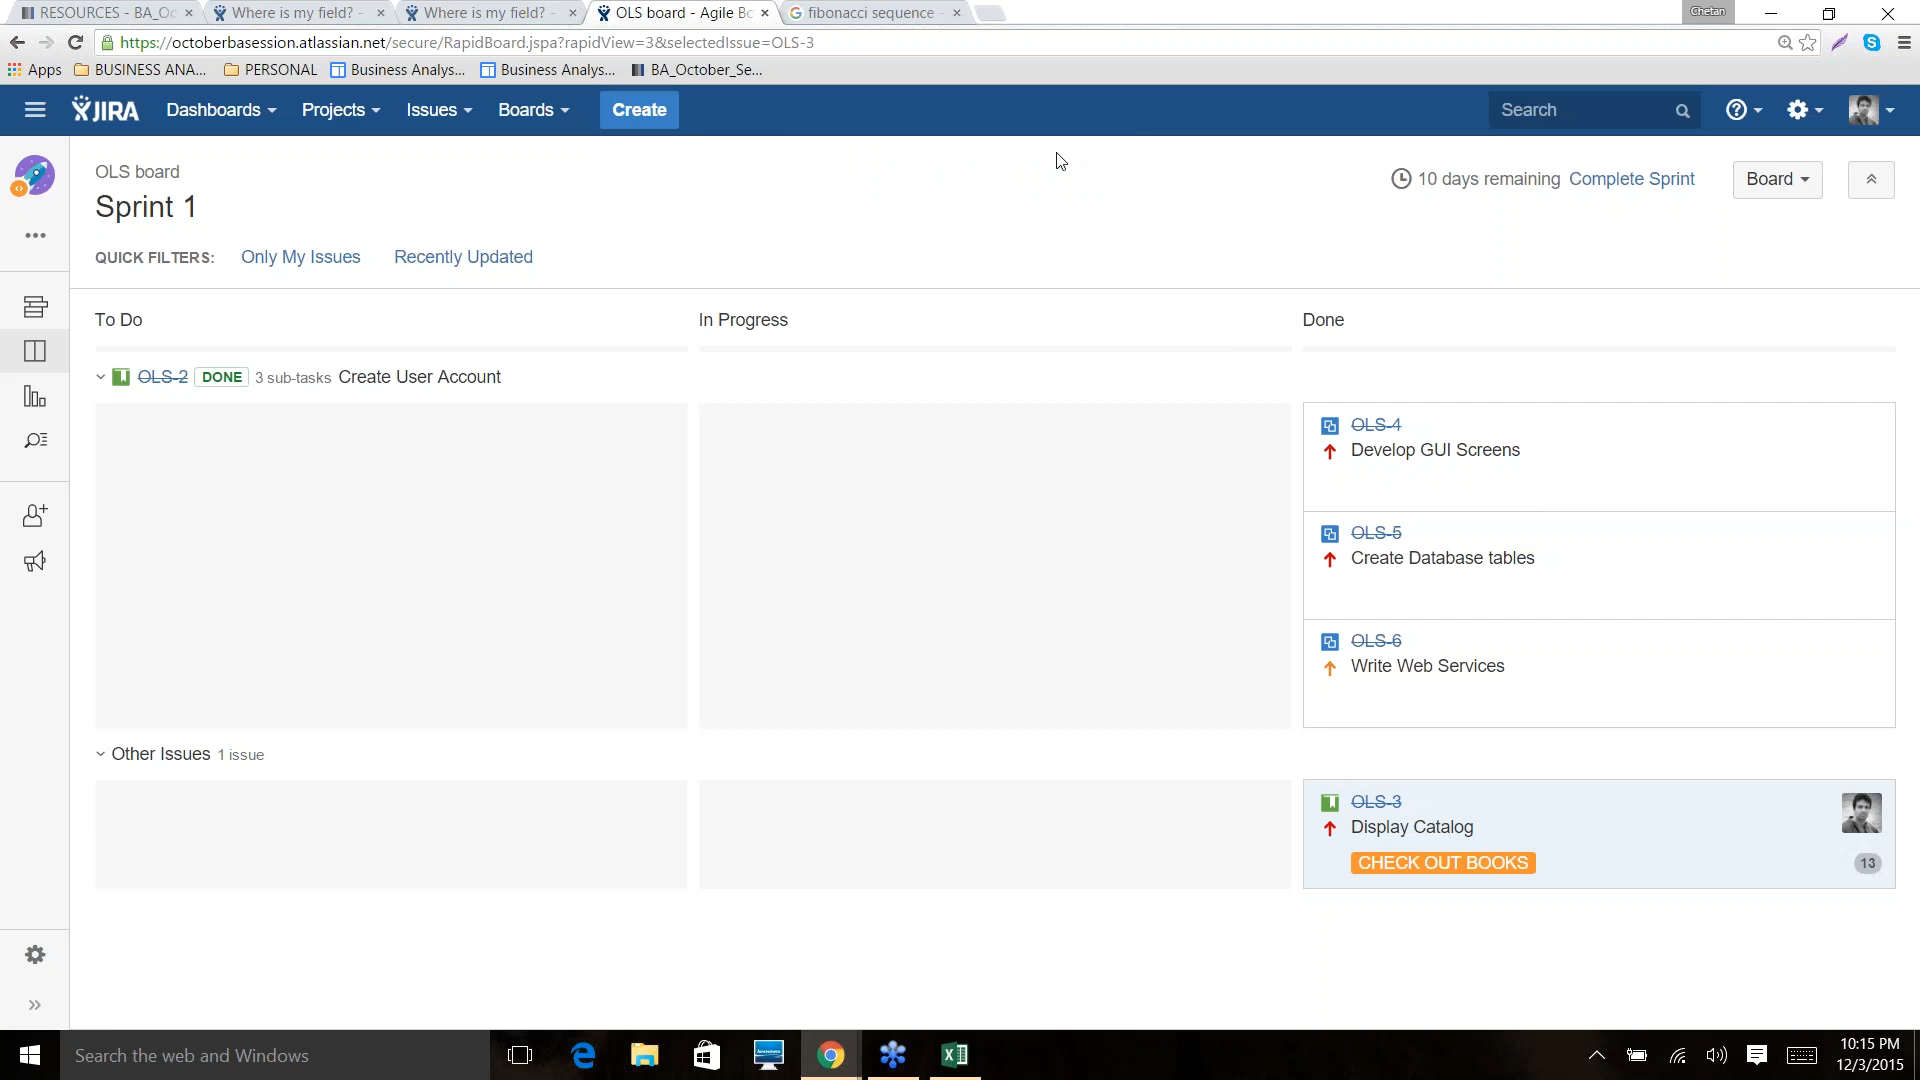 RESOURCES - BA_Oc
Where is my field? -
Where is my field? -
OLS board - Agile Bo
fibonacci sequence -
Chetan
https://octoberbasession.atlassian.net/secure/RapidBoard.jspa?rapidView=3&selectedIssue=OLS-3
Apps
BUSINESS ANA...
PERSONAL
Business Analys...
Business Analys...
BA_October_Se...
JIRA
Dashboards
Projects
Issues
Boards
Create
Search
OLS board
Sprint 1
10 days remaining
Complete Sprint
Board
QUICK FILTERS:
Only My Issues
Recently Updated
To Do
In Progress
Done
OLS-2 DONE 3 sub-tasks Create User Account
OLS-4
Develop GUI Screens
OLS-5
Create Database tables
OLS-6
Write Web Services
Other Issues 1 issue
OLS-3
Display Catalog
CHECK OUT BOOKS
13
Search the web and Windows
10:15 PM
12/3/2015